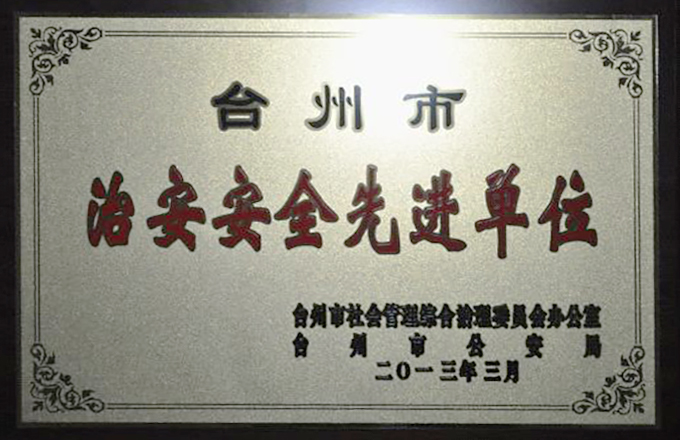 台州市
治安安全先进单位
台州市社会管理综合治理委员会办公室
台州市公安局
二〇一三年三月